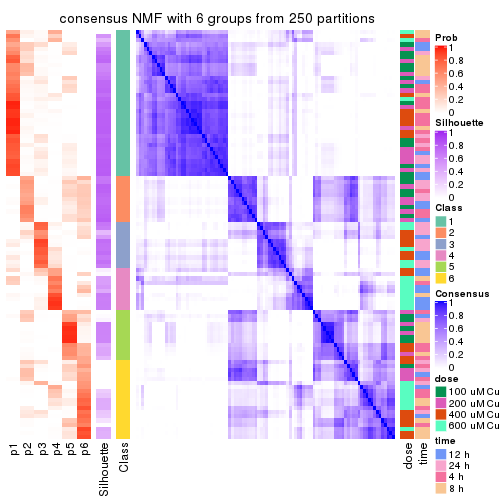 consensus NMF with 6 groups from 250 partitions
Prob
1
0.8
0.6
0.4
0.2
0
Silhouette
1
0.8
0.6
0.4
0.2
0
Class
1
2
3
4
5
6
Consensus
1
0.8
0.6
0.4
0.2
0
dose
100 uM Cu
200 uM Cu
400 uM Cu
600 uM Cu
time
12 h
24 h
4 h
8 h
p1
p2
p3
p4
p5
p6
Silhouette
Class
dose
time